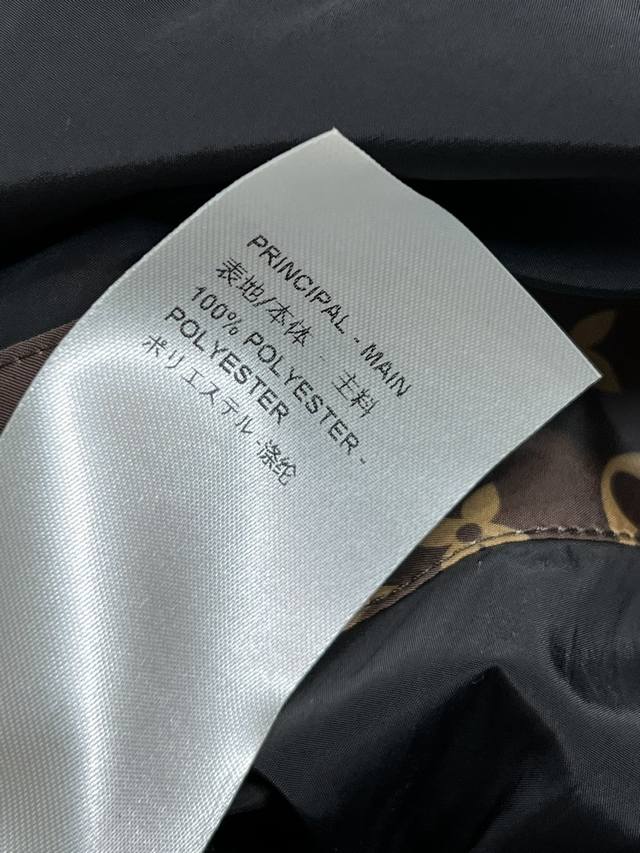 PRINCIPAL - MAIN
表地/本体 - 主料
100% POLYESTER -
POLYESTER
ポリエステル-涤纶